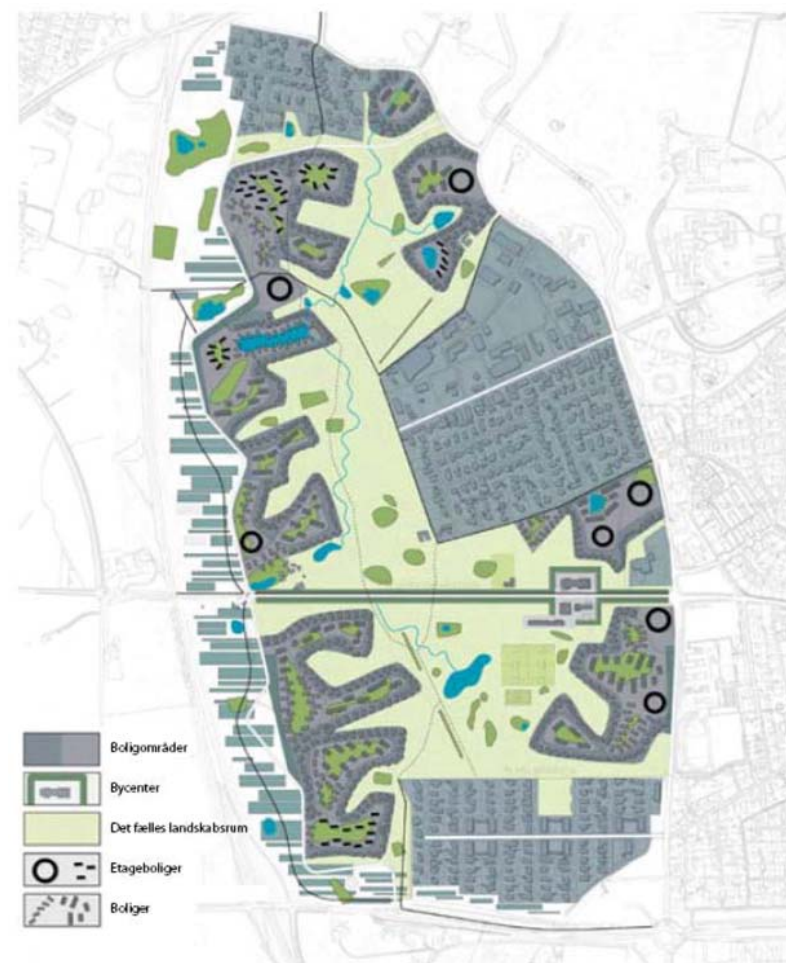 Boligområder
Bycenter
Det fælles landskabsrum
Etageboliger
Boliger